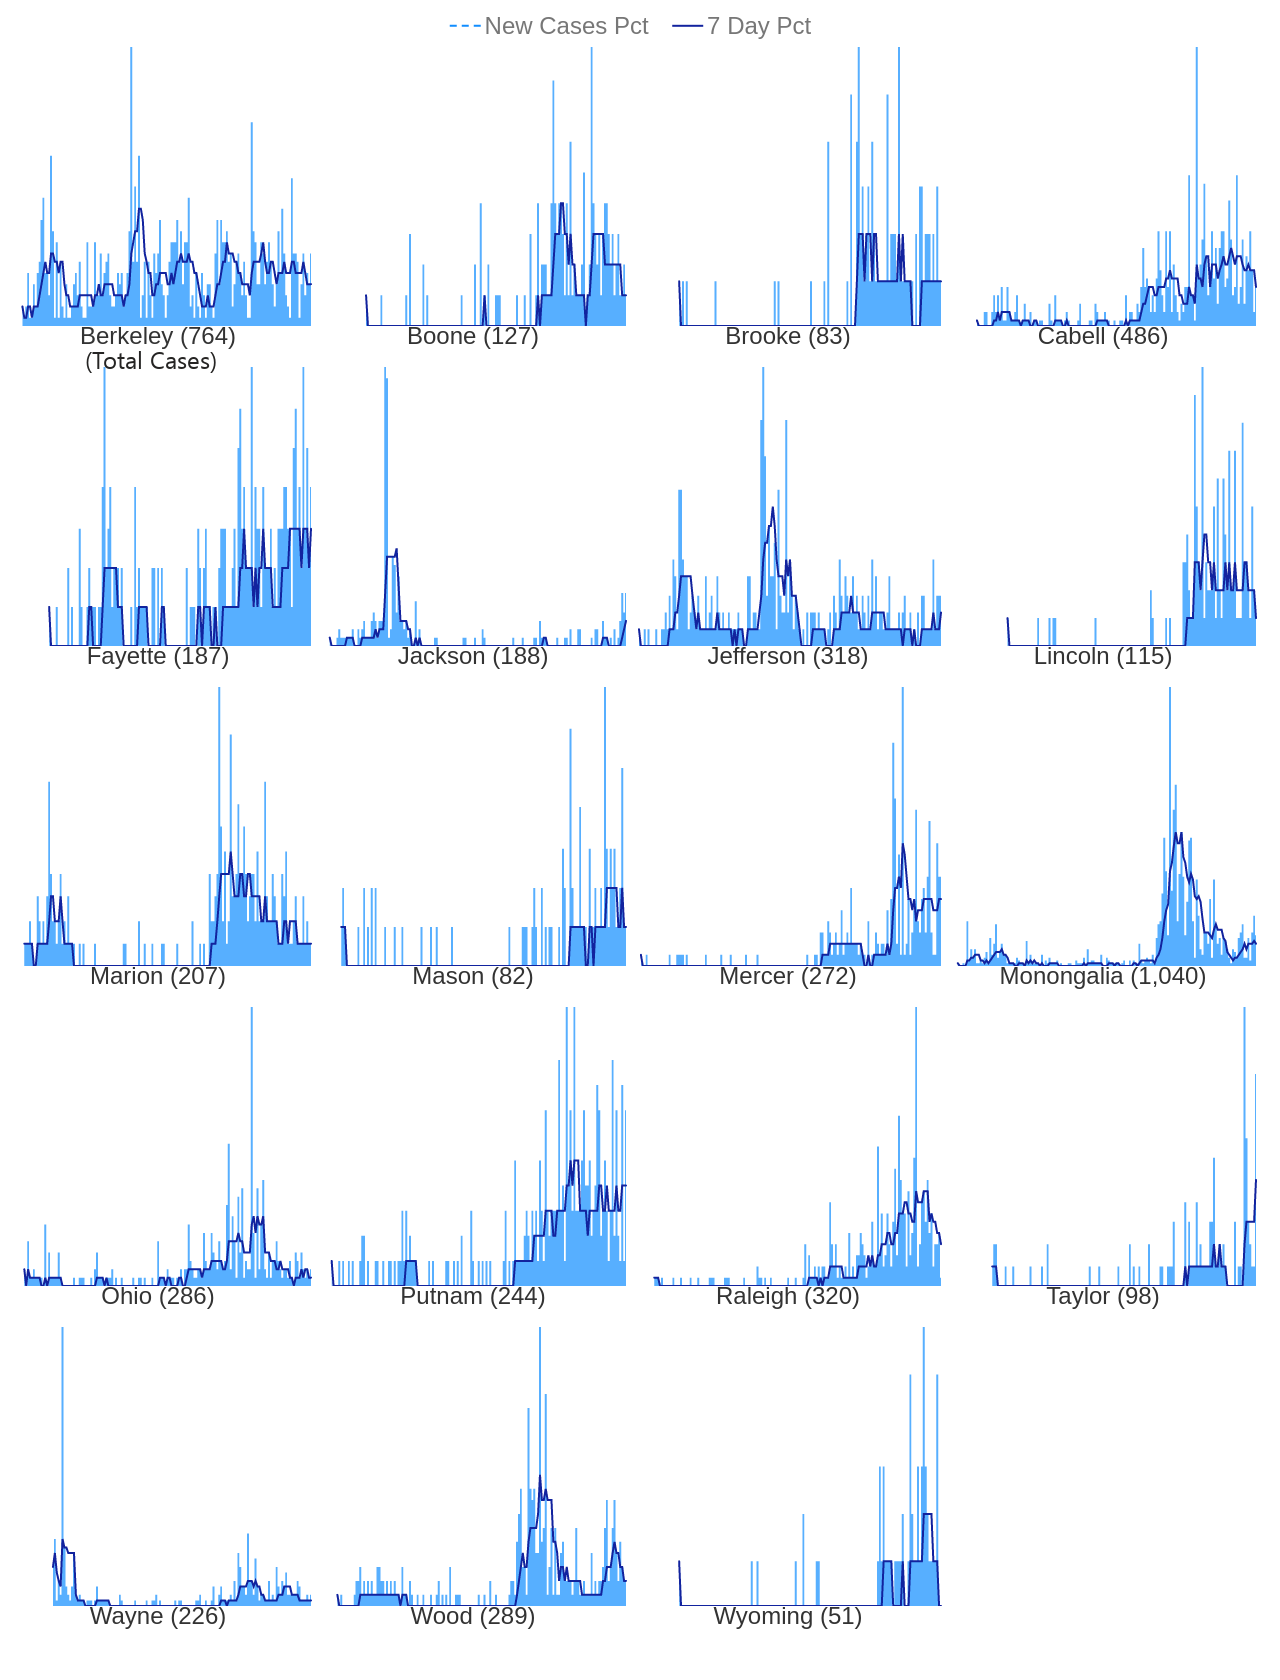 New Cases Pct 7 Day Pct
Berkeley (764) Boone (127) Brooke (83) Cabell (486)
(Total Cases)
Fayette (187) Jackson (188) Jefferson (318) Lincoln (115)
Marion (207) Mason (82) Mercer (272) Monongalia (1,040)
Ohio (286) Putnam (244) Raleigh (320) Taylor (98)
Wayne (226) Wood (289) Wyoming (51)